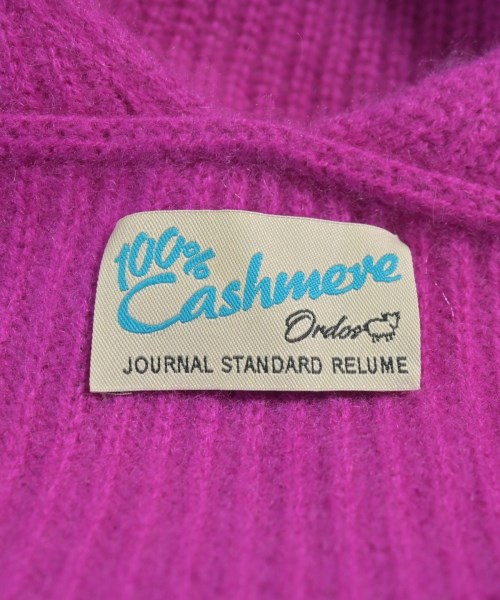 100%
Cashmere
Ordos
JOURNAL STANDARD RELUME